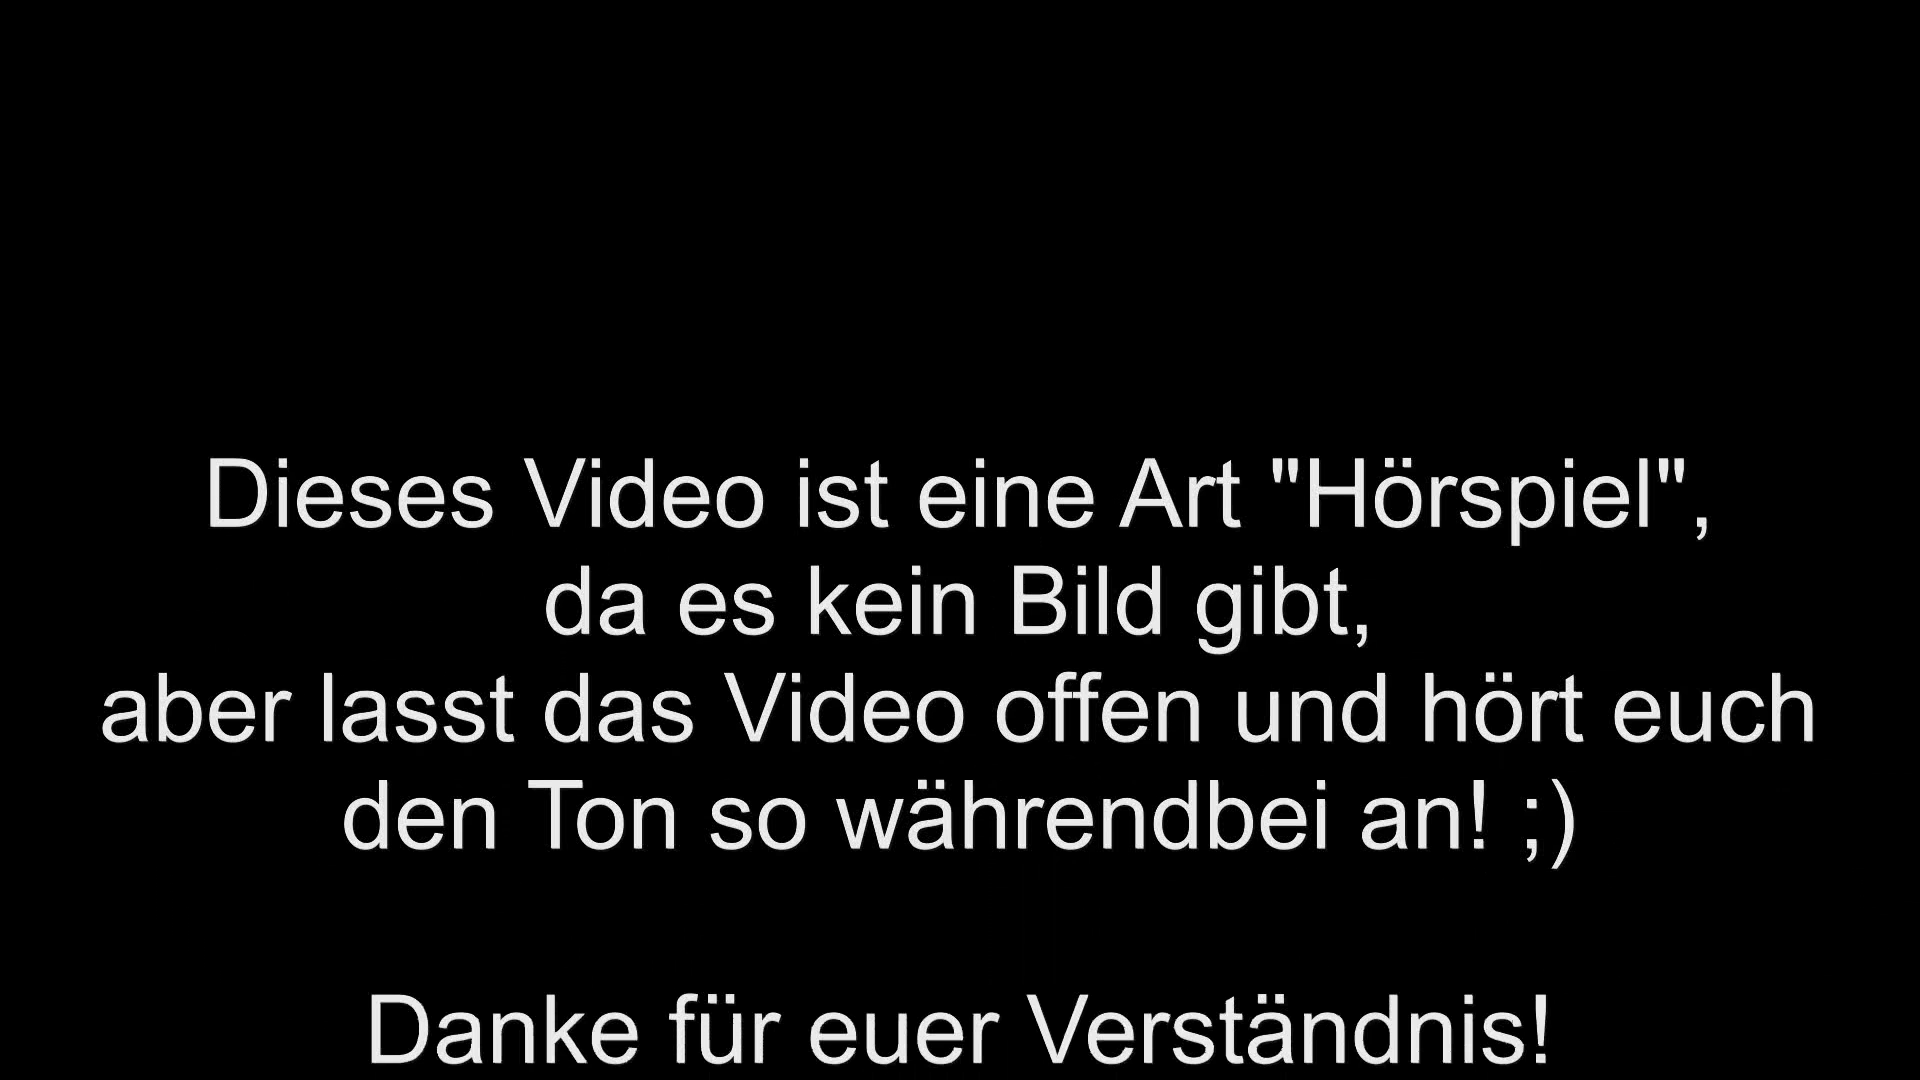 Dieses Video ist eine Art "Hörspiel",
da es kein Bild gibt,
aber lasst das Video offen und hört euch
den Ton so währendbei an! ;)
Danke für euer Verständnis!